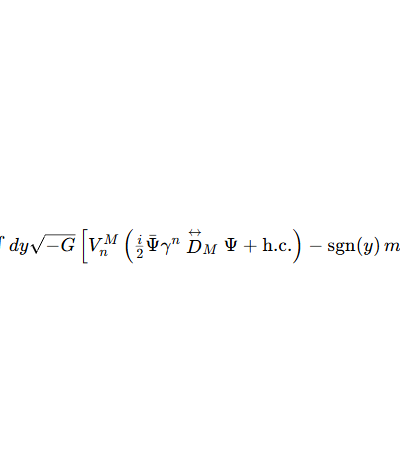 ∫ dy√−G [V_n^M (i/2 Ψ̄γ^n D↔_M Ψ + h.c.) − sgn(y) m